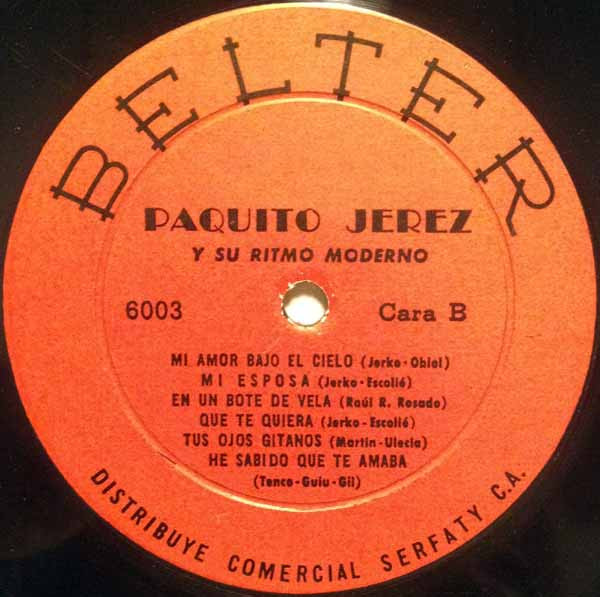 BELTER
PAQUITO JEREZ
Y SU RITMO MODERNO
6003 Cara B
MI AMOR BAJO EL CIELO (Jerko-Obiol)
MI ESPOSA (Jerko-Escolié)
EN UN BOTE DE VELA (Raúl R. Rosado)
QUE TE QUIERA (Jerko-Escolié)
TUS OJOS GITANOS (Martin-Ulecia)
HE SABIDO QUE TE AMABA
(Tenco-Guiu-Gil)
DISTRIBUYE COMERCIAL SERFATY C.A.